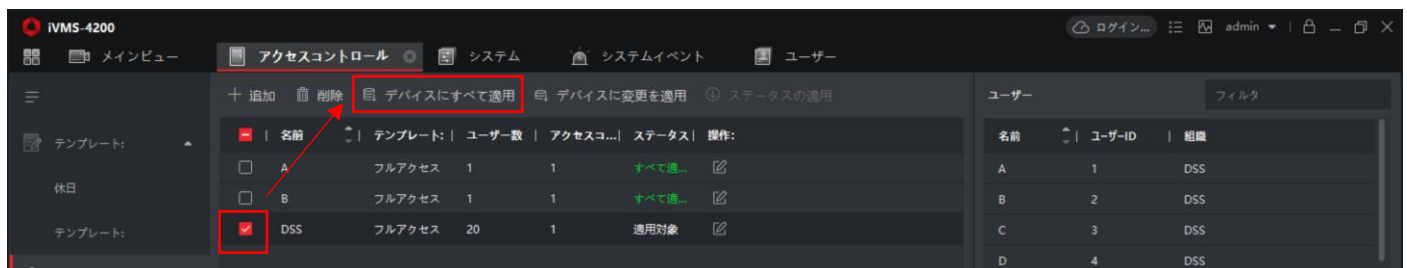 iVMS-4200 ログイン... admin
メインビュー アクセスコントロール システム システムイベント ユーザー
追加 削除 デバイスにすべて適用 デバイスに変更を適用 ステータスの適用 ユーザー フィルタ
名前 テンプレート: ユーザー数 アクセスコ... ステータス 操作: 名前 ユーザーID 組織
テンプレート:
A フルアクセス 1 1 すべて適... A 1 DSS
休日
B フルアクセス 1 1 すべて適... B 2 DSS
テンプレート:
DSS フルアクセス 20 1 適用対象 C 3 DSS
D 4 DSS